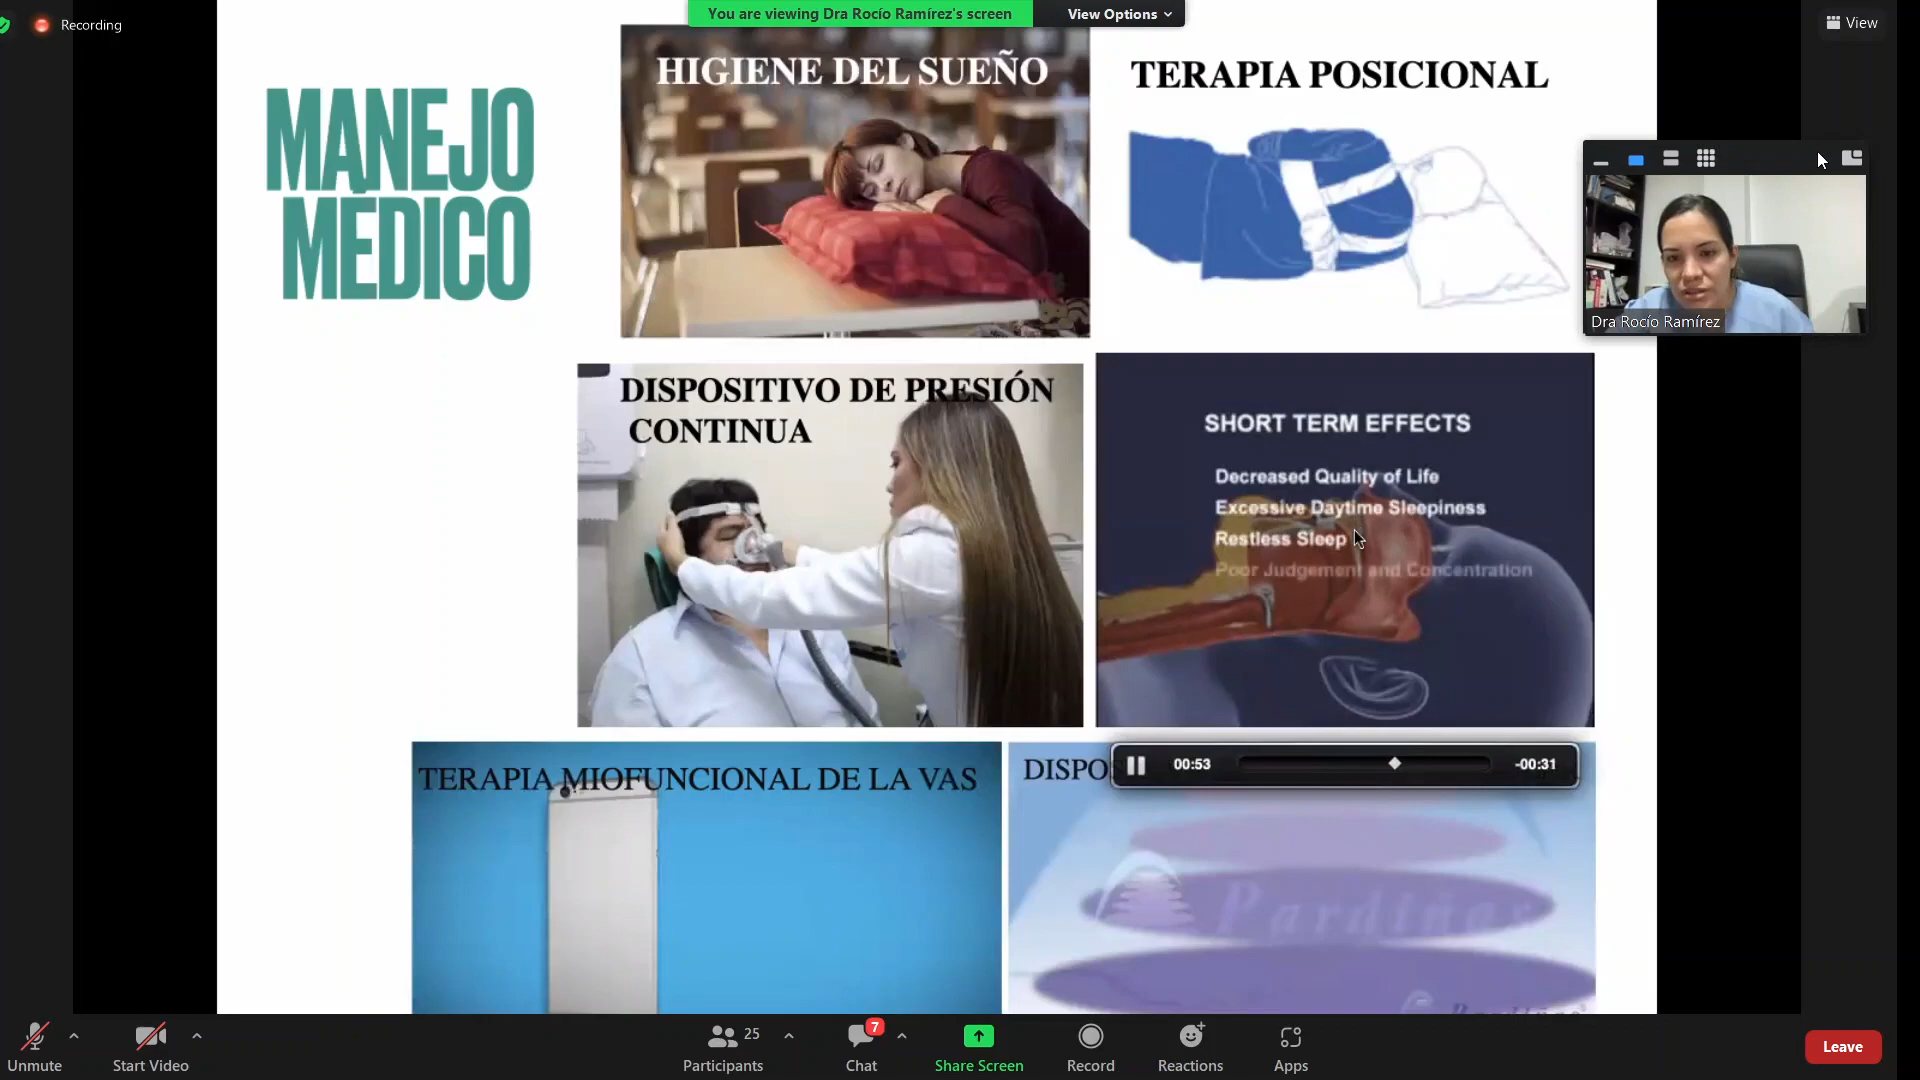 You are viewing Dra Rocío Ramírez's screen
View Options
Recording
View
MANEJO
MÉDICO
HIGIENE DEL SUEÑO
TERAPIA POSICIONAL
Dra Rocío Ramírez
DISPOSITIVO DE PRESIÓN
CONTINUA
SHORT TERM EFFECTS
Decreased Quality of Life
Excessive Daytime Sleepiness
Restless Sleep
Poor Judgement and Concentration
TERAPIA MIOFUNCIONAL DE LA VAS
00:53
-00:31
Pardiñas
Unmute
Start Video
25
Participants
7
Chat
Share Screen
Record
Reactions
Apps
Leave